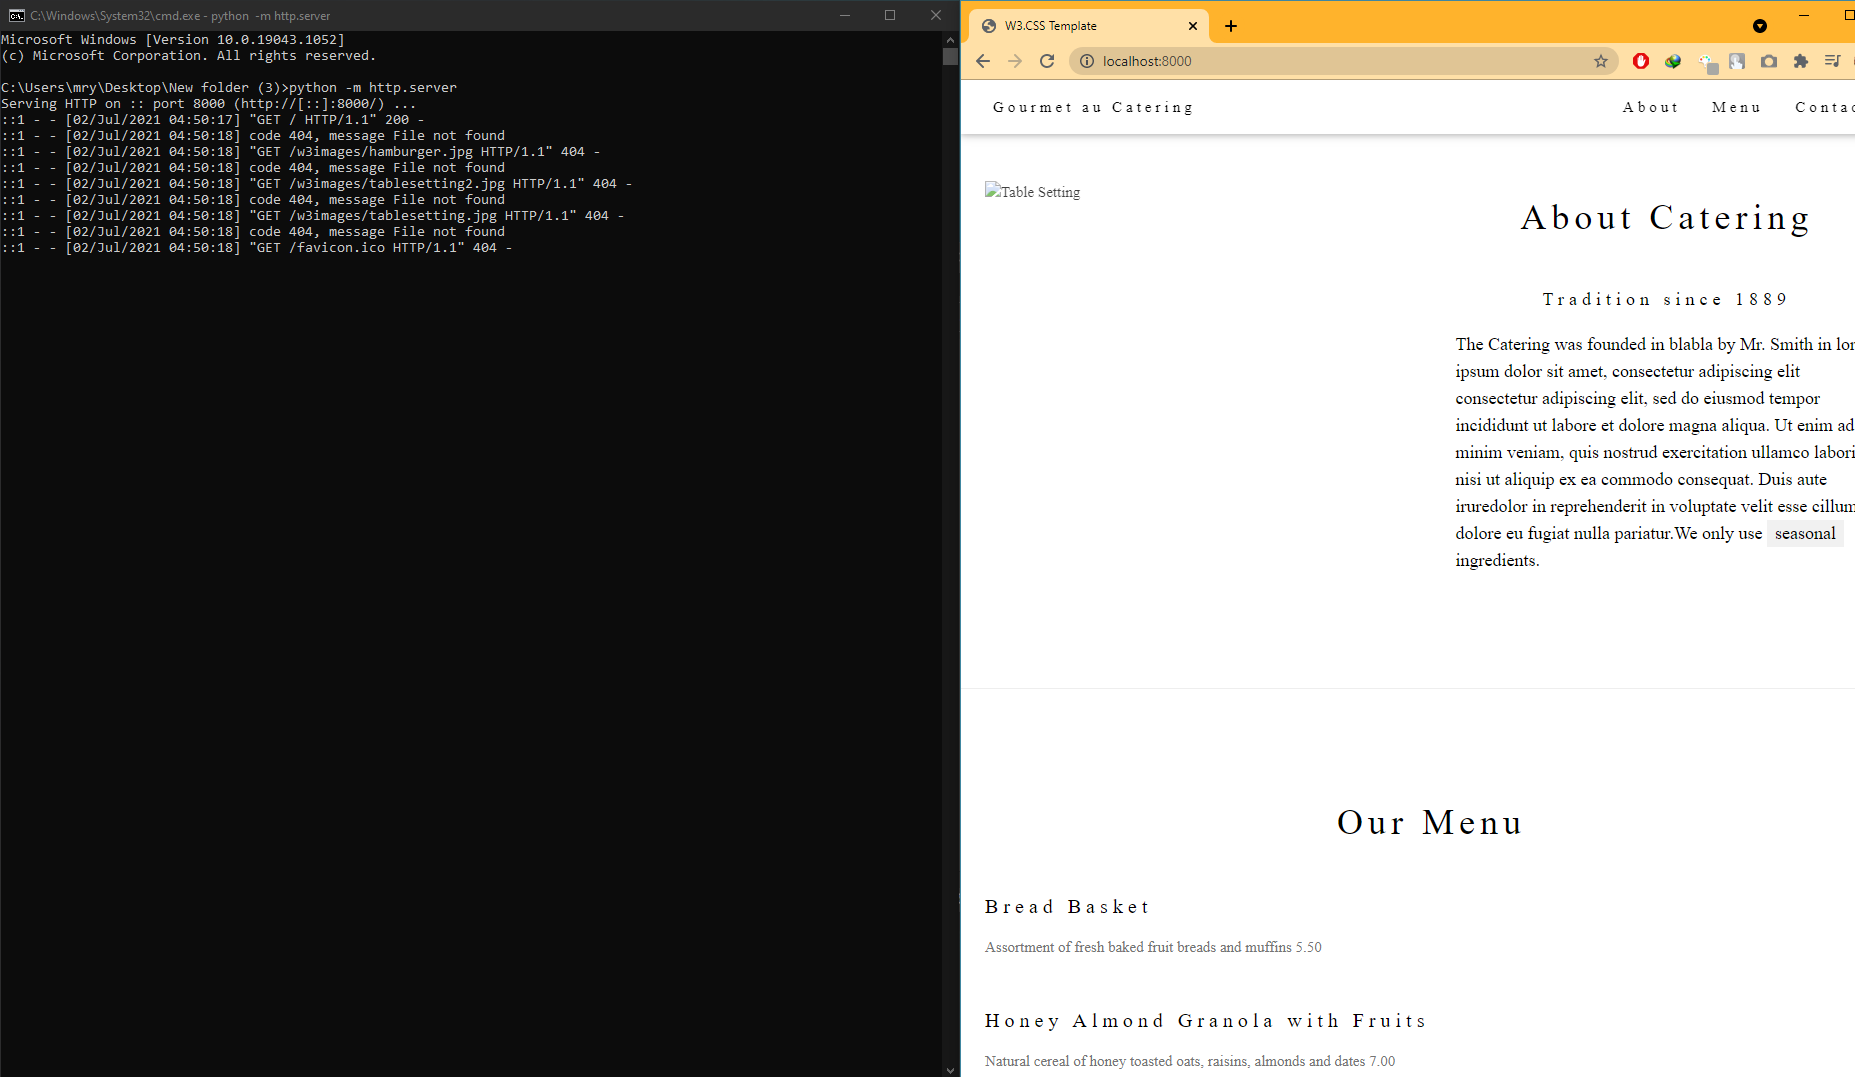 C:\Windows\System32\cmd.exe - python -m http.server
Microsoft Windows [Version 10.0.19043.1052]
(c) Microsoft Corporation. All rights reserved.
C:\Users\mry\Desktop\New folder (3)>python -m http.server
Serving HTTP on :: port 8000 (http://[::]:8000/) ...
::1 - - [02/Jul/2021 04:50:17] "GET / HTTP/1.1" 200 -
::1 - - [02/Jul/2021 04:50:18] code 404, message File not found
::1 - - [02/Jul/2021 04:50:18] "GET /w3images/hamburger.jpg HTTP/1.1" 404 -
::1 - - [02/Jul/2021 04:50:18] code 404, message File not found
::1 - - [02/Jul/2021 04:50:18] "GET /w3images/tablesetting2.jpg HTTP/1.1" 404 -
::1 - - [02/Jul/2021 04:50:18] code 404, message File not found
::1 - - [02/Jul/2021 04:50:18] "GET /w3images/tablesetting.jpg HTTP/1.1" 404 -
::1 - - [02/Jul/2021 04:50:18] code 404, message File not found
::1 - - [02/Jul/2021 04:50:18] "GET /favicon.ico HTTP/1.1" 404 -
W3.CSS Template
localhost:8000
Gourmet au Catering
About Menu Contac
Table Setting
About Catering
Tradition since 1889
The Catering was founded in blabla by Mr. Smith in lor
ipsum dolor sit amet, consectetur adipiscing elit
consectetur adipiscing elit, sed do eiusmod tempor
incididunt ut labore et dolore magna aliqua. Ut enim ad
minim veniam, quis nostrud exercitation ullamco labori
nisi ut aliquip ex ea commodo consequat. Duis aute
iruredolor in reprehenderit in voluptate velit esse cillum
dolore eu fugiat nulla pariatur.We only use seasonal
ingredients.
Our Menu
Bread Basket
Assortment of fresh baked fruit breads and muffins 5.50
Honey Almond Granola with Fruits
Natural cereal of honey toasted oats, raisins, almonds and dates 7.00